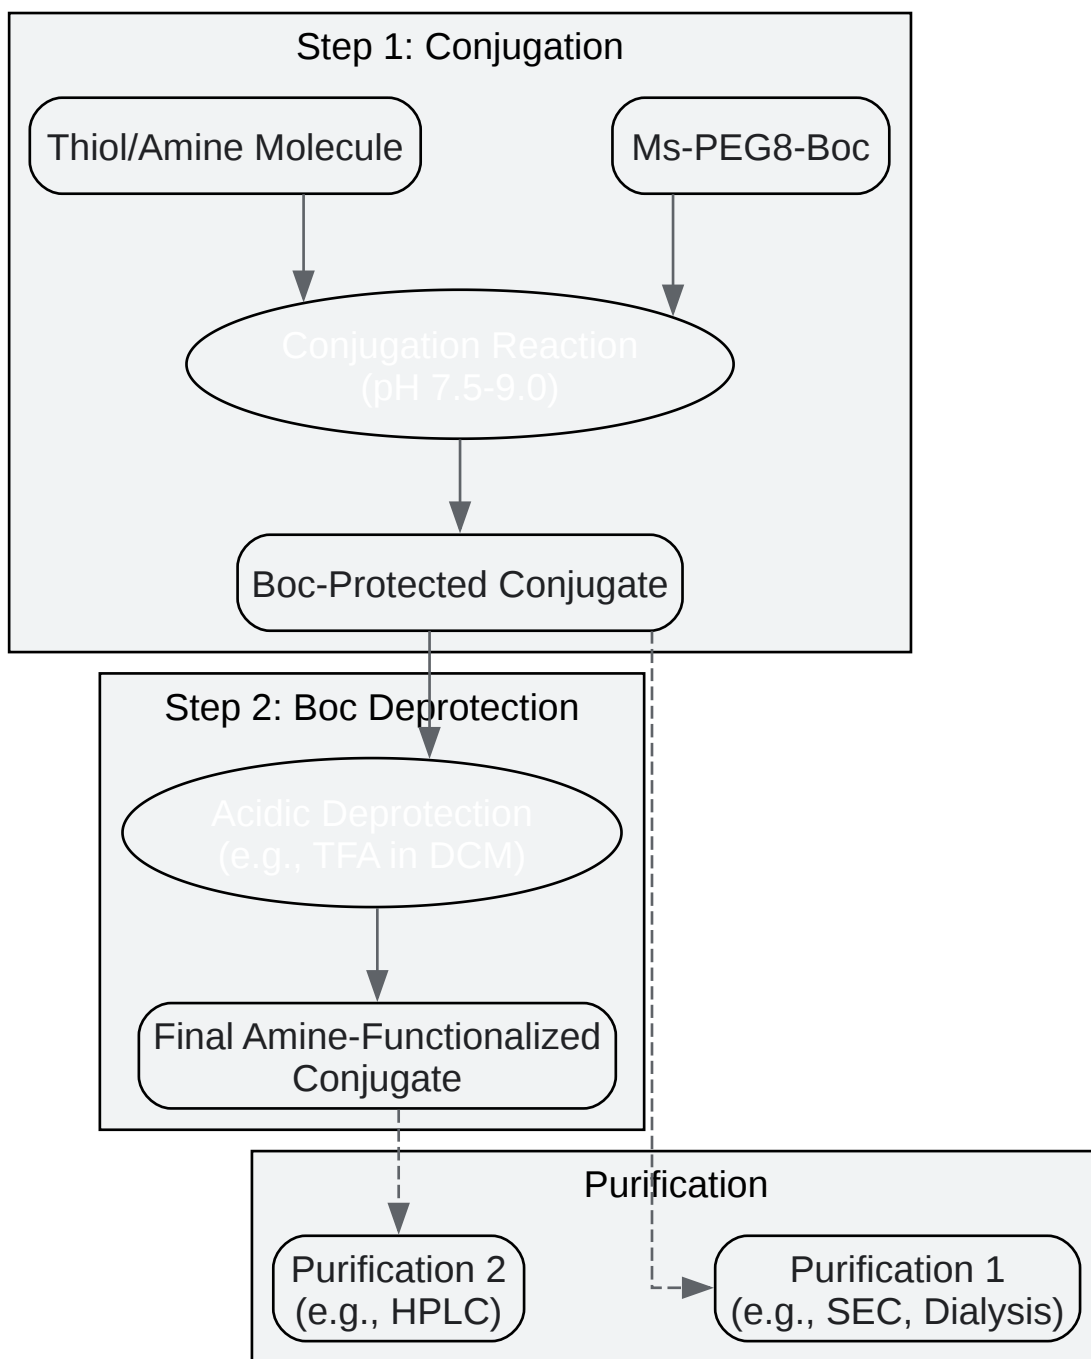 Step 1: Conjugation
Thiol/Amine Molecule
Ms-PEG8-Boc
Conjugation Reaction
(pH 7.5-9.0)
Boc-Protected Conjugate
Step 2: Boc Deprotection
Acidic Deprotection
(e.g., TFA in DCM)
Final Amine-Functionalized
Conjugate
Purification
Purification 2
(e.g., HPLC)
Purification 1
(e.g., SEC, Dialysis)